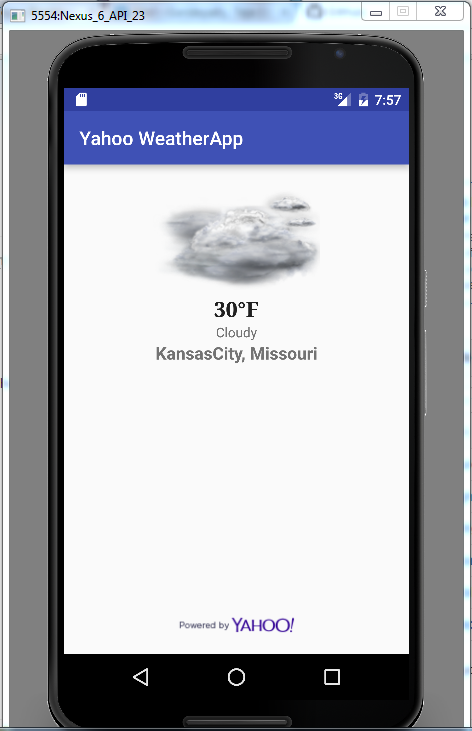 5554:Nexus_6_API_23
3G 7:57
Yahoo WeatherApp
30°F
Cloudy
KansasCity, Missouri
Powered by YAHOO!